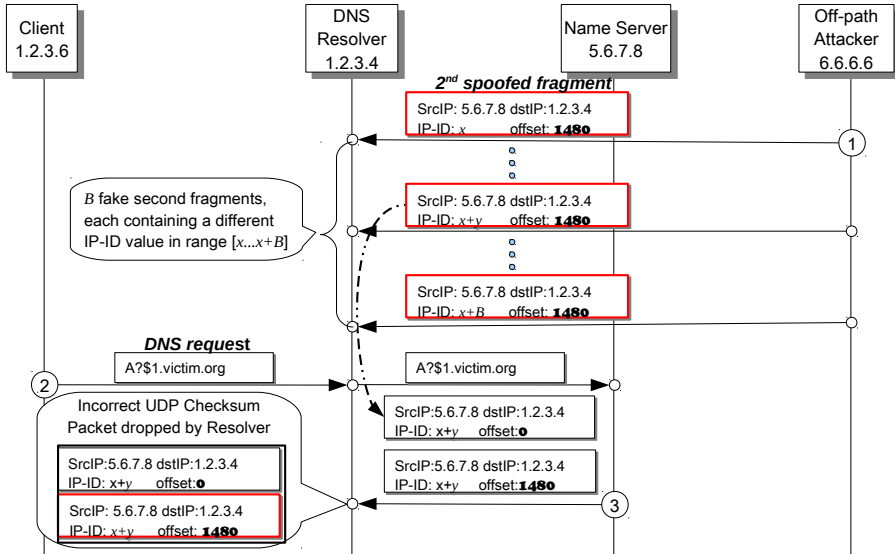 Client
1.2.3.6
DNS
Resolver
1.2.3.4
Name Server
5.6.7.8
Off-path
Attacker
6.6.6.6
2nd spoofed fragment
SrcIP: 5.6.7.8 dstIP:1.2.3.4
IP-ID: x offset: 1480
1
B fake second fragments,
each containing a different
IP-ID value in range [x...x+B]
SrcIP: 5.6.7.8 dstIP:1.2.3.4
IP-ID: x+y offset: 1480
SrcIP: 5.6.7.8 dstIP:1.2.3.4
IP-ID: x+B offset: 1480
DNS request
A?$1.victim.org
A?$1.victim.org
2
Incorrect UDP Checksum
Packet dropped by Resolver
SrcIP:5.6.7.8 dstIP:1.2.3.4
IP-ID: x+y offset:0
SrcIP: 5.6.7.8 dstIP:1.2.3.4
IP-ID: x+y offset: 1480
SrcIP:5.6.7.8 dstIP:1.2.3.4
IP-ID: x+y offset:0
SrcIP:5.6.7.8 dstIP:1.2.3.4
IP-ID: x+y offset:1480
3